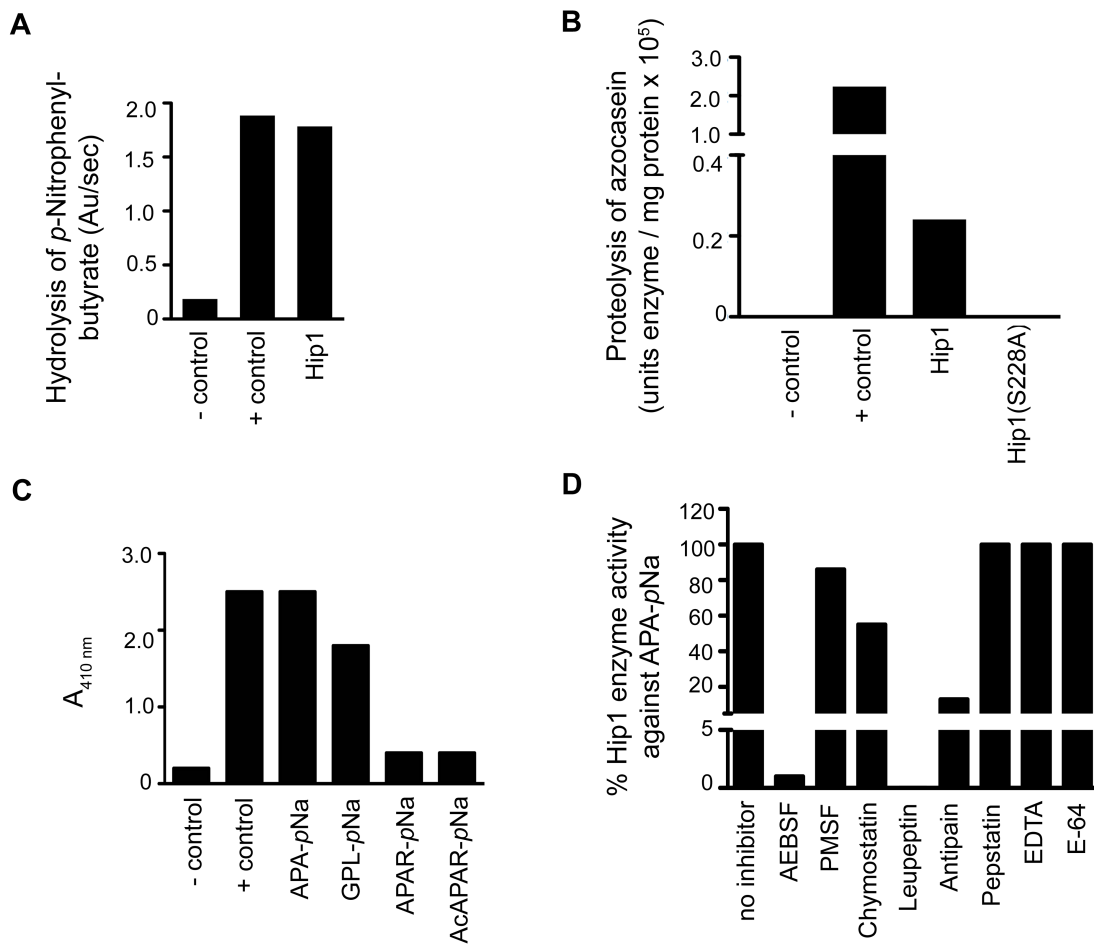 A
Hydrolysis of p-Nitrophenyl-
butyrate (Au/sec)
2.0
1.5
1.0
0.5
0
- control
+ control
Hip1
B
Proteolysis of azocasein
(units enzyme / mg protein x 10⁵)
3.0
2.0
1.0
0.4
0.2
0
- control
+ control
Hip1
Hip1(S228A)
C
A410 nm
3.0
2.0
1.0
0
- control
+ control
APA-pNa
GPL-pNa
APAR-pNa
AcAPAR-pNa
D
% Hip1 enzyme activity
against APA-pNa
120
100
80
60
40
20
5
0
no inhibitor
AEBSF
PMSF
Chymostatin
Leupeptin
Antipain
Pepstatin
EDTA
E-64